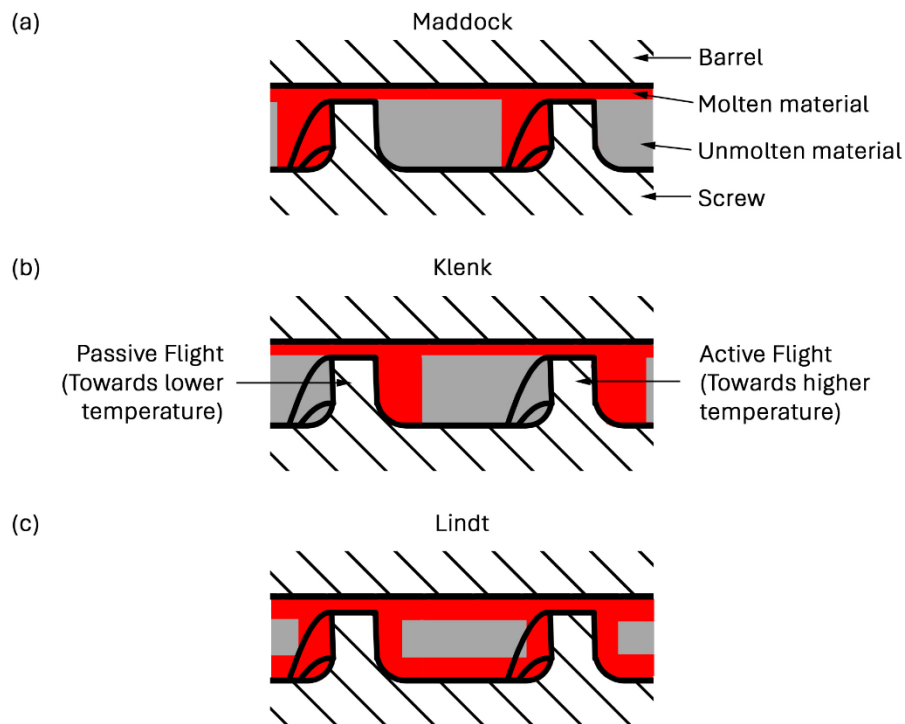 (a)
Maddock
Barrel
Molten material
Unmolten material
Screw
(b)
Klenk
Passive Flight
(Towards lower
temperature)
Active Flight
(Towards higher
temperature)
(c)
Lindt